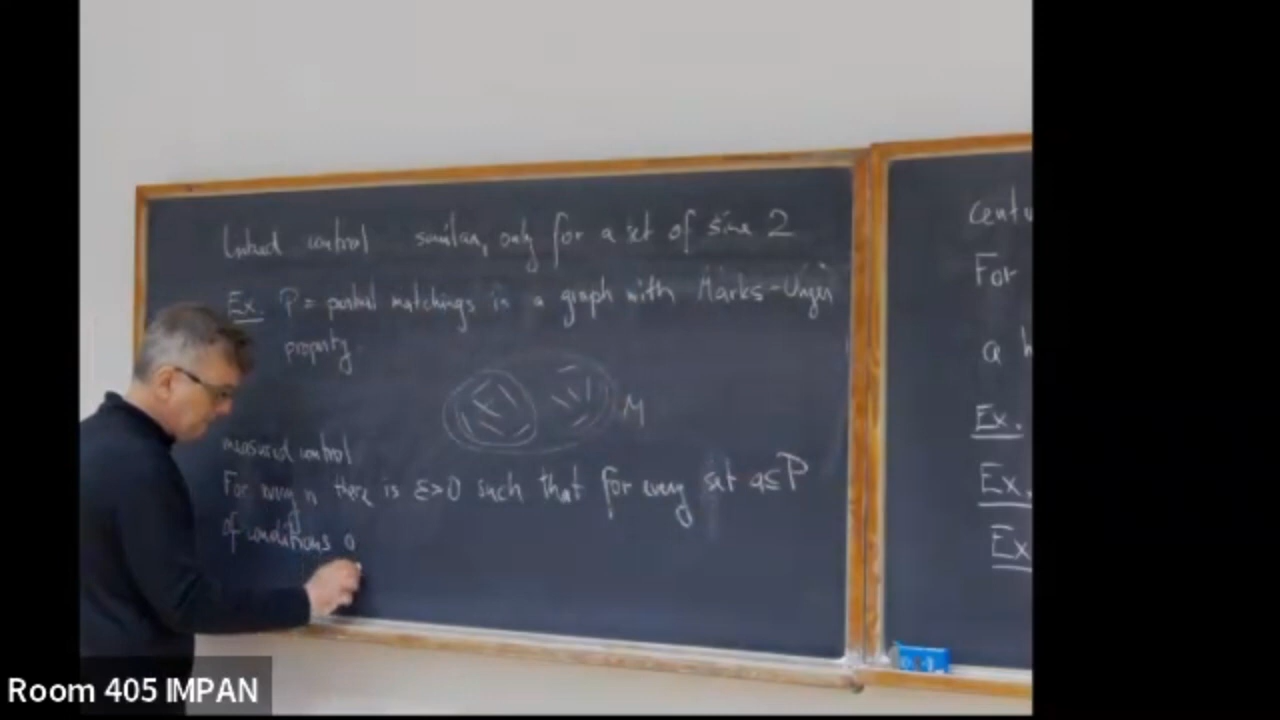 control similar, only for a set of size 2
Ex. P = partial matchings in a graph with Marks-Unger
property.
M
measured control
For every n there is ε>0 such that for every set a⊆P
of conditions o
centu
For
a h
Ex.
Ex.
Ex
Room 405 IMPAN